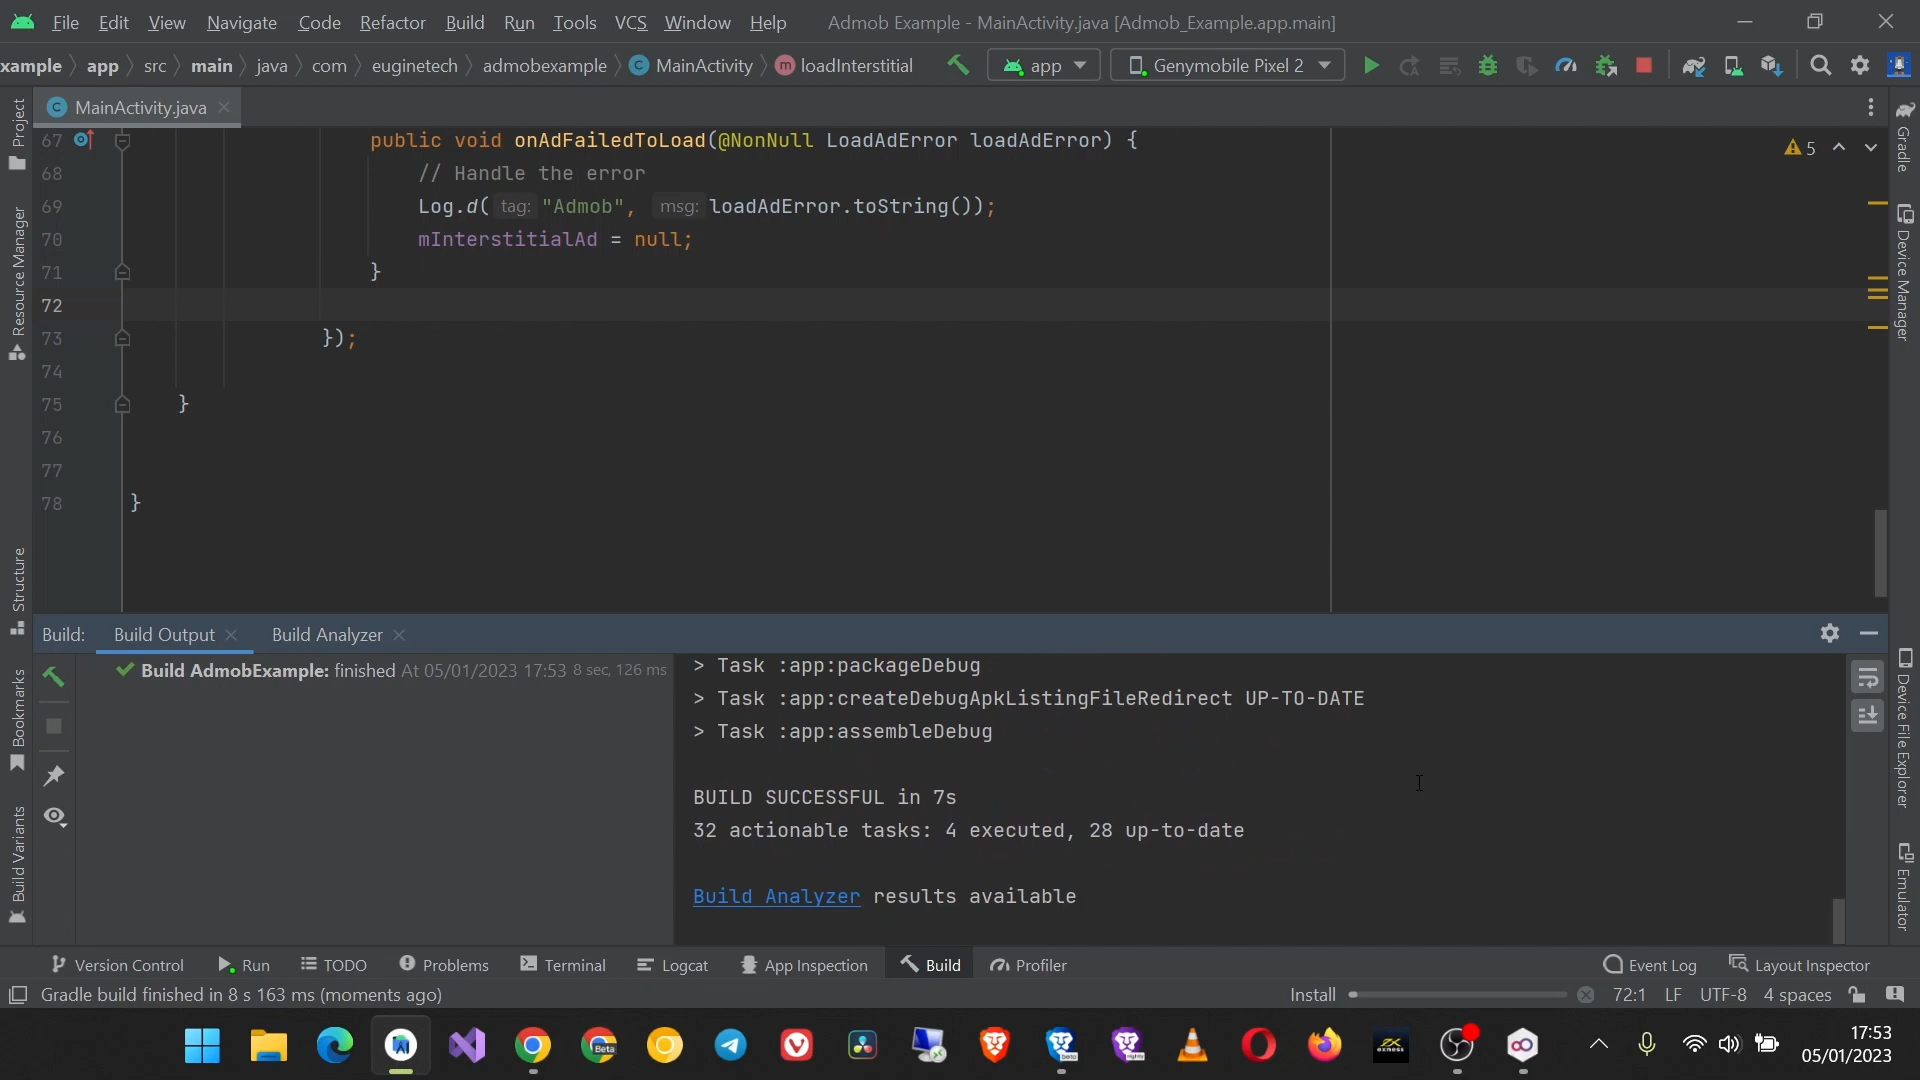 File Edit View Navigate Code Refactor Build Run Tools VCS Window Help Admob Example - MainActivity.java [Admob_Example.app.main]
xample app src main java com euginetech admobexample MainActivity loadInterstitial app Genymobile Pixel 2
MainActivity.java
67 public void onAdFailedToLoad(@NonNull LoadAdError loadAdError) {
68 // Handle the error
69 Log.d( tag: "Admob", msg: loadAdError.toString());
70 mInterstitialAd = null;
71 }
72
73 });
74
75 }
76
77
78 }
5
Project
Resource Manager
Structure
Bookmarks
Build Variants
Gradle
Device Manager
Device File Explorer
Emulator
Build: Build Output Build Analyzer
Build AdmobExample: finished At 05/01/2023 17:53 8 sec, 126 ms
> Task :app:packageDebug
> Task :app:createDebugApkListingFileRedirect UP-TO-DATE
> Task :app:assembleDebug
BUILD SUCCESSFUL in 7s
32 actionable tasks: 4 executed, 28 up-to-date
Build Analyzer results available
Version Control Run TODO Problems Terminal Logcat App Inspection Build Profiler Event Log Layout Inspector
Gradle build finished in 8 s 163 ms (moments ago) Install 72:1 LF UTF-8 4 spaces
Beta
beta
nightly
exness
17:53
05/01/2023